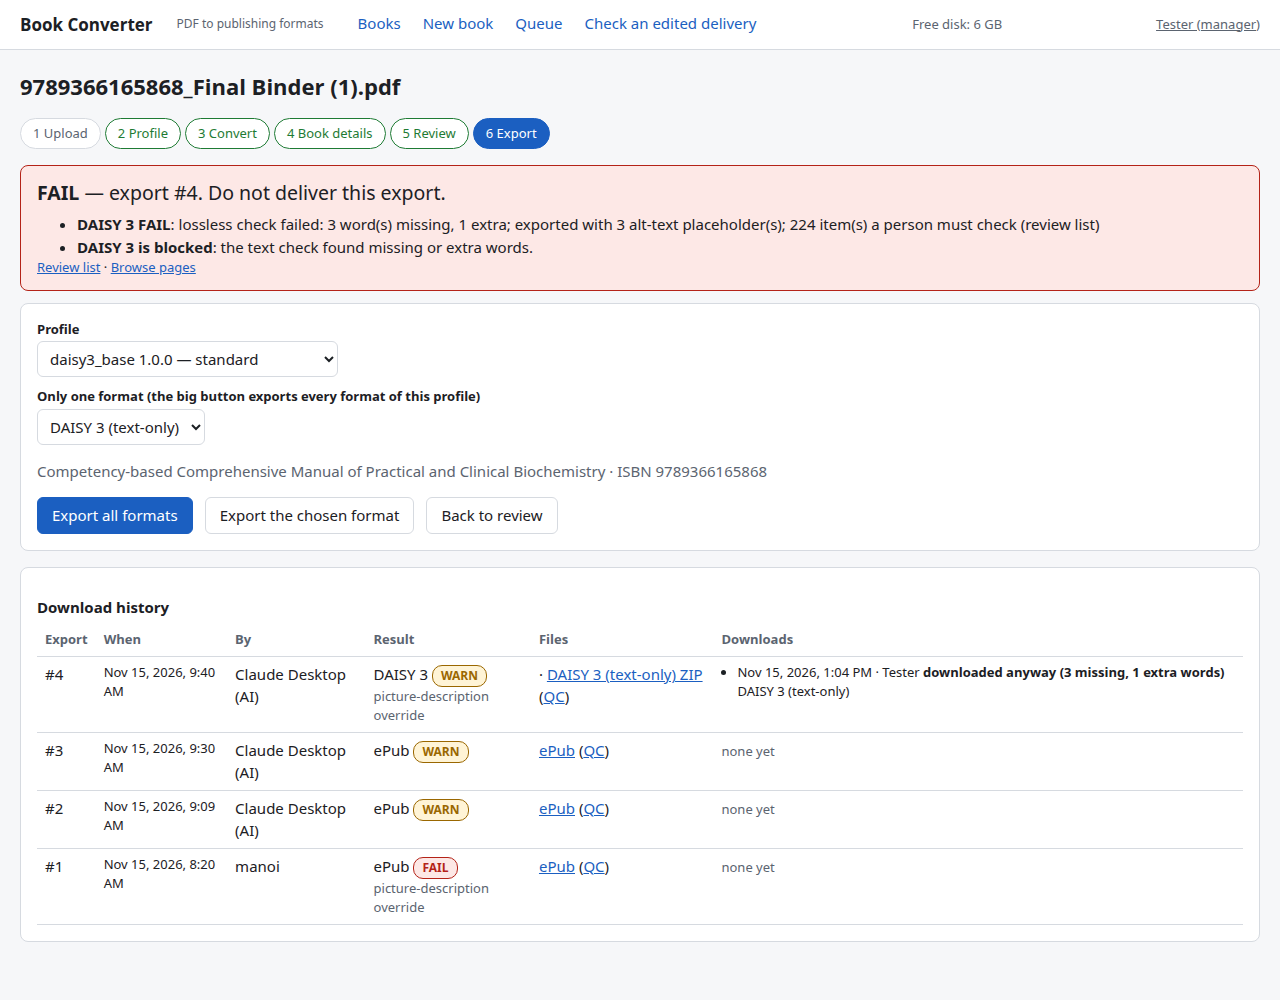 Book Converter PDF to publishing formats Books New book Queue Check an edited delivery Free disk: 6 GB Tester (manager)
9789366165868_Final Binder (1).pdf
1 Upload 2 Profile 3 Convert 4 Book details 5 Review 6 Export
FAIL — export #4. Do not deliver this export.
• DAISY 3 FAIL: lossless check failed: 3 word(s) missing, 1 extra; exported with 3 alt-text placeholder(s); 224 item(s) a person must check (review list)
• DAISY 3 is blocked: the text check found missing or extra words.
Review list · Browse pages
Profile
daisy3_base 1.0.0 — standard
Only one format (the big button exports every format of this profile)
DAISY 3 (text-only)
Competency-based Comprehensive Manual of Practical and Clinical Biochemistry · ISBN 9789366165868
Export all formats Export the chosen format Back to review
Download history
Export When By Result Files Downloads
#4 Nov 15, 2026, 9:40 AM Claude Desktop (AI) DAISY 3 WARN picture-description override · DAISY 3 (text-only) ZIP (QC) • Nov 15, 2026, 1:04 PM · Tester downloaded anyway (3 missing, 1 extra words) DAISY 3 (text-only)
#3 Nov 15, 2026, 9:30 AM Claude Desktop (AI) ePub WARN ePub (QC) none yet
#2 Nov 15, 2026, 9:09 AM Claude Desktop (AI) ePub WARN ePub (QC) none yet
#1 Nov 15, 2026, 8:20 AM manoi ePub FAIL picture-description override ePub (QC) none yet